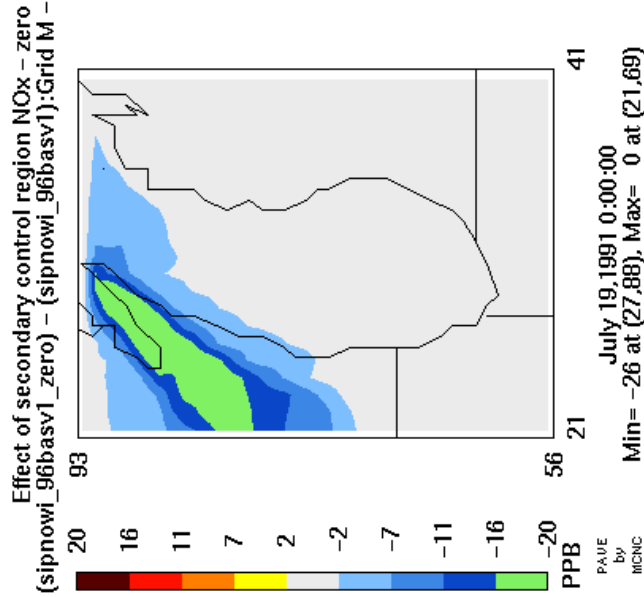 Effect of secondary control region NOx - zero
(sipnowi_96basv1_zero) - (sipnowi_96basv1):Grid M -
20
16
11
7
2
-2
-7
-11
-16
-20
PPB
PAVE
by
MCNC
93
56
21
41
July 19,1991 0:00:00
Min= -26 at (27,88), Max= 0 at (21,69)